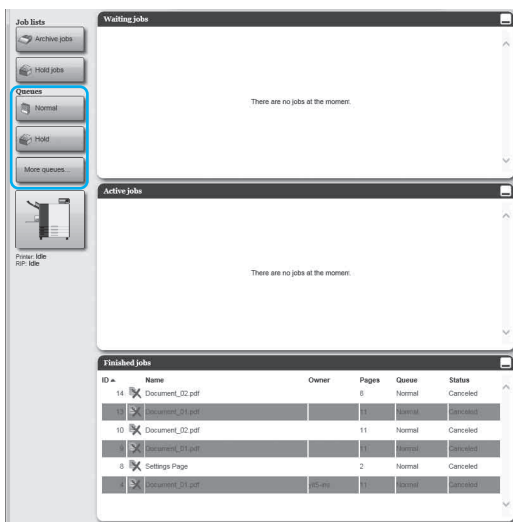 Job lists
Archive jobs
Hold jobs
Queues
Normal
Hold
More queues...
Printer: Idle
RIP: Idle
Waiting jobs
There are no jobs at the moment.
Active jobs
There are no jobs at the moment.
Finished jobs
ID Name Owner Pages Queue Status
14 Document_02.pdf 6 Normal Canceled
13 Document_01.pdf 11 Normal Canceled
10 Document_02.pdf 11 Normal Canceled
9 Document_01.pdf 11 Normal Canceled
8 Settings Page 2 Normal Canceled
4 Document_01.pdf 11 Normal Canceled